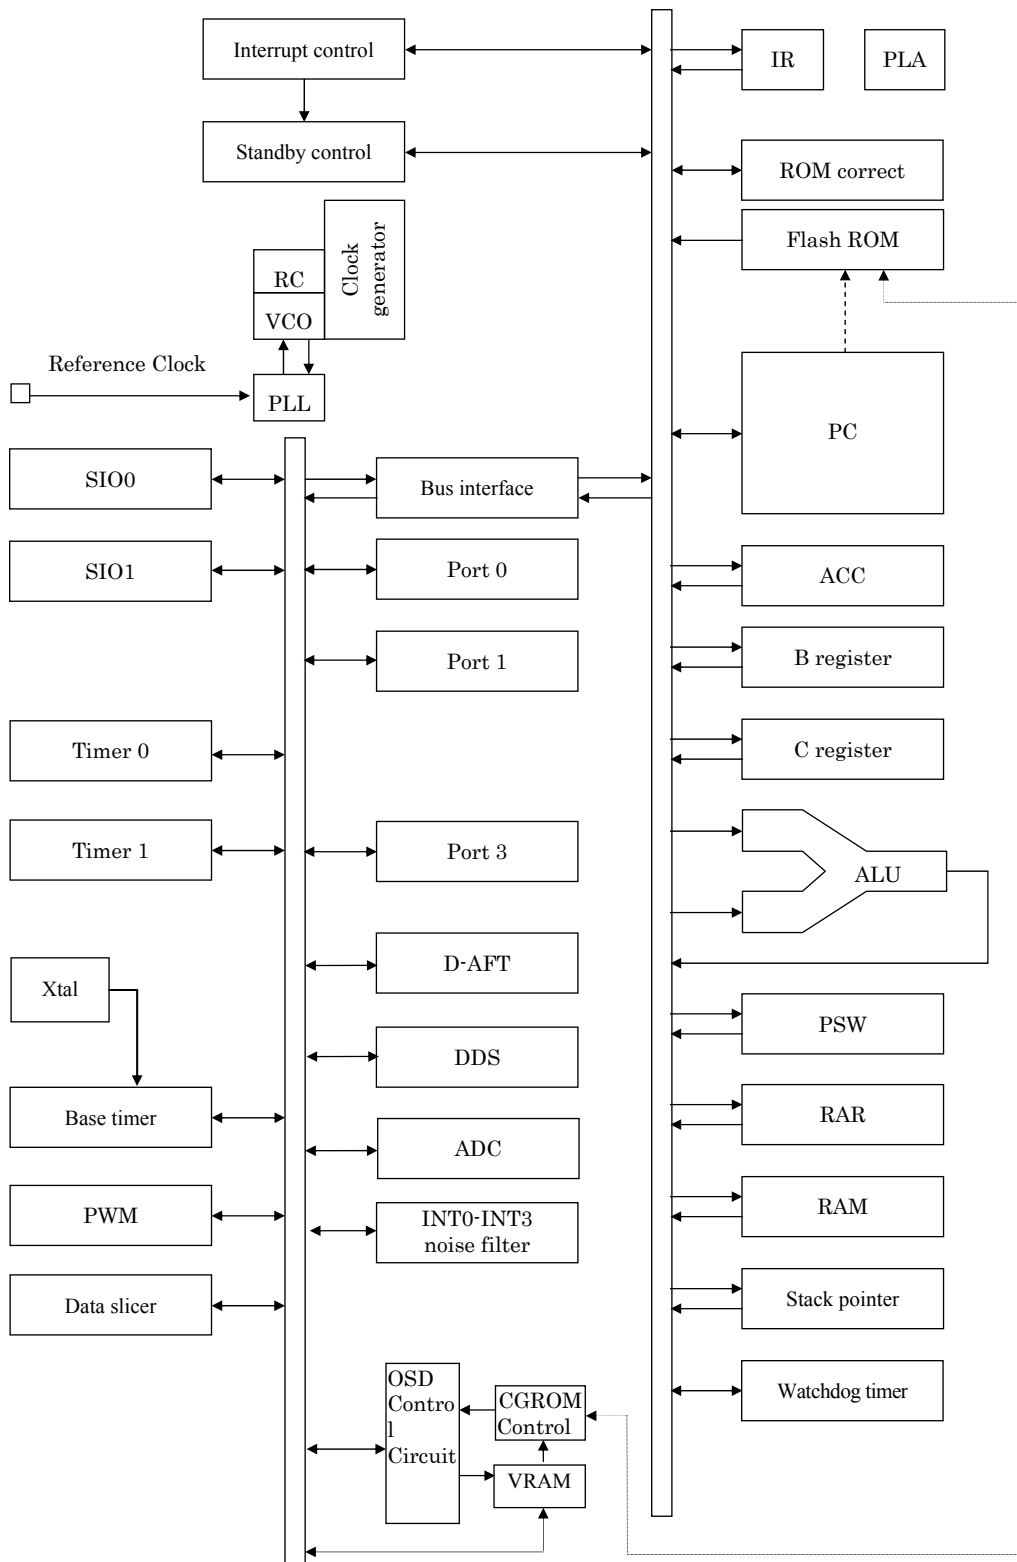 Interrupt control
IR
PLA
Standby control
ROM correct
Flash ROM
Clock
generator
RC
VCO
Reference Clock
PLL
PC
SIO0
Bus interface
SIO1
Port 0
ACC
Port 1
B register
Timer 0
C register
Timer 1
Port 3
ALU
D-AFT
Xtal
PSW
DDS
Base timer
RAR
ADC
PWM
INT0-INT3
noise filter
RAM
Data slicer
Stack pointer
OSD
Contro
l
Circuit
CGROM
Control
Watchdog timer
VRAM